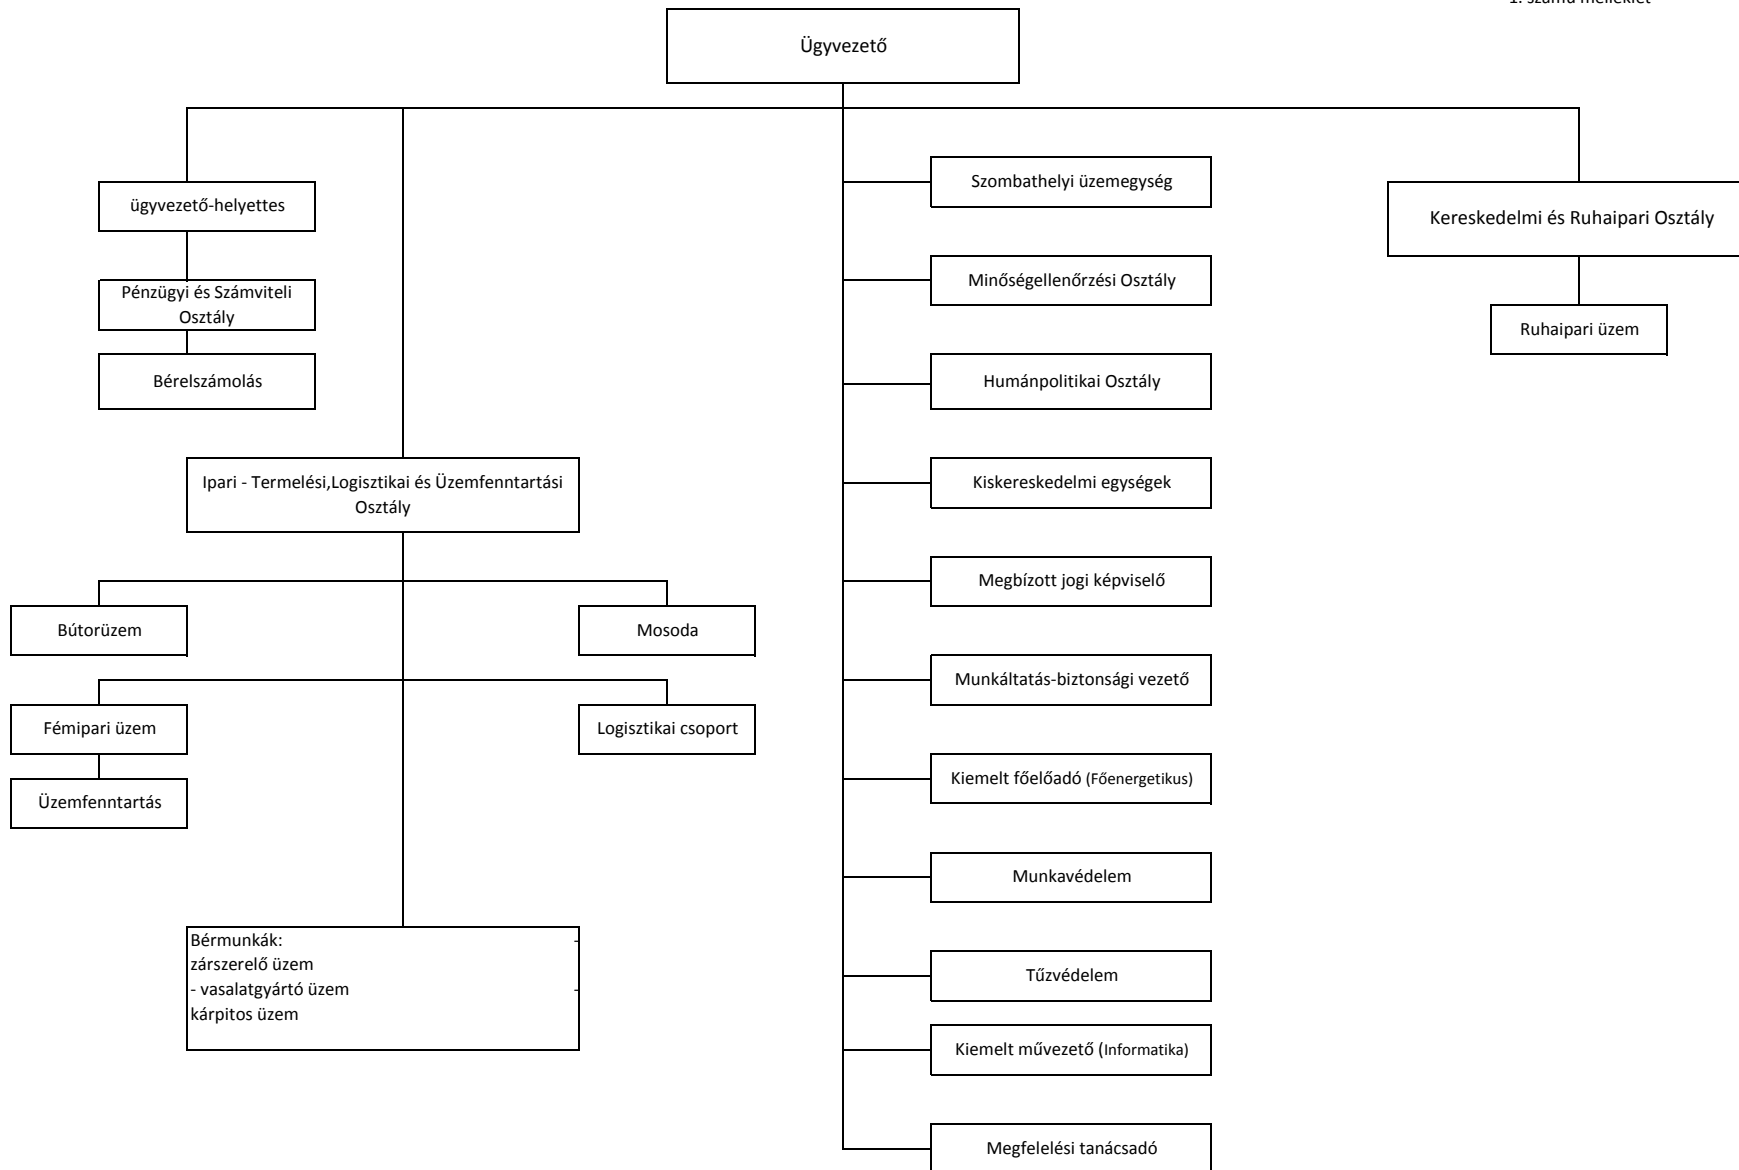 1. számú melléklet
Ügyvezető
ügyvezető-helyettes
Pénzügyi és Számviteli
Osztály
Bérelszámolás
Ipari - Termelési,Logisztikai és Üzemfenntartási
Osztály
Bútorüzem
Mosoda
Fémipari üzem
Logisztikai csoport
Üzemfenntartás
Bérmunkák: -
zárszerelő üzem
- vasalatgyártó üzem -
kárpitos üzem
Szombathelyi üzemegység
Minőségellenőrzési Osztály
Humánpolitikai Osztály
Kiskereskedelmi egységek
Megbízott jogi képviselő
Munkáltatás-biztonsági vezető
Kiemelt főelőadó (Főenergetikus)
Munkavédelem
Tűzvédelem
Kiemelt művezető (Informatika)
Megfelelési tanácsadó
Kereskedelmi és Ruhaipari Osztály
Ruhaipari üzem